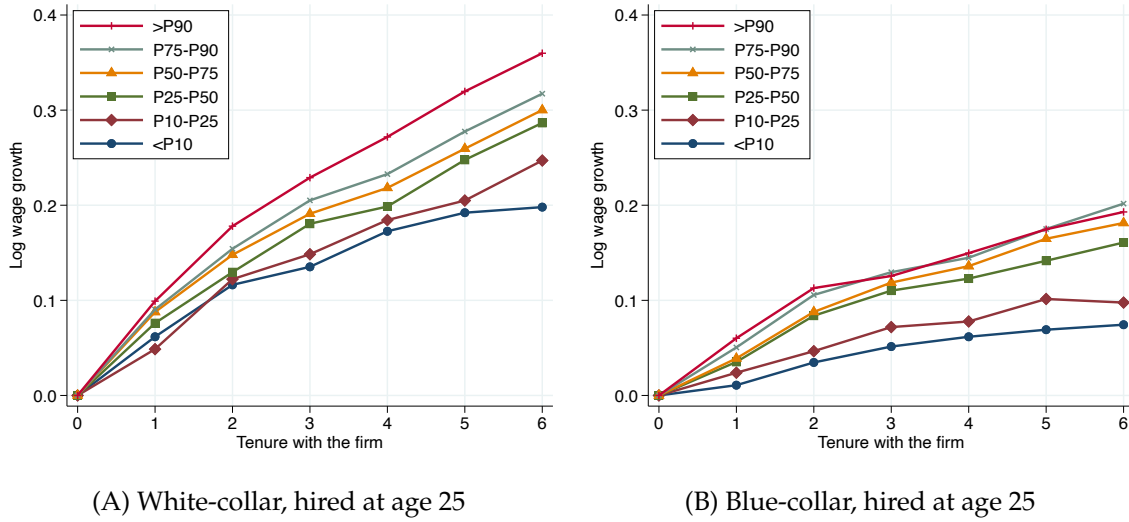 0.4
0.3
0.2
0.1
0.0
Log wage growth
>P90
P75-P90
P50-P75
P25-P50
P10-P25
<P10
0 1 2 3 4 5 6
Tenure with the firm
(A) White-collar, hired at age 25
0.4
0.3
0.2
0.1
0.0
Log wage growth
>P90
P75-P90
P50-P75
P25-P50
P10-P25
<P10
0 1 2 3 4 5 6
Tenure with the firm
(B) Blue-collar, hired at age 25